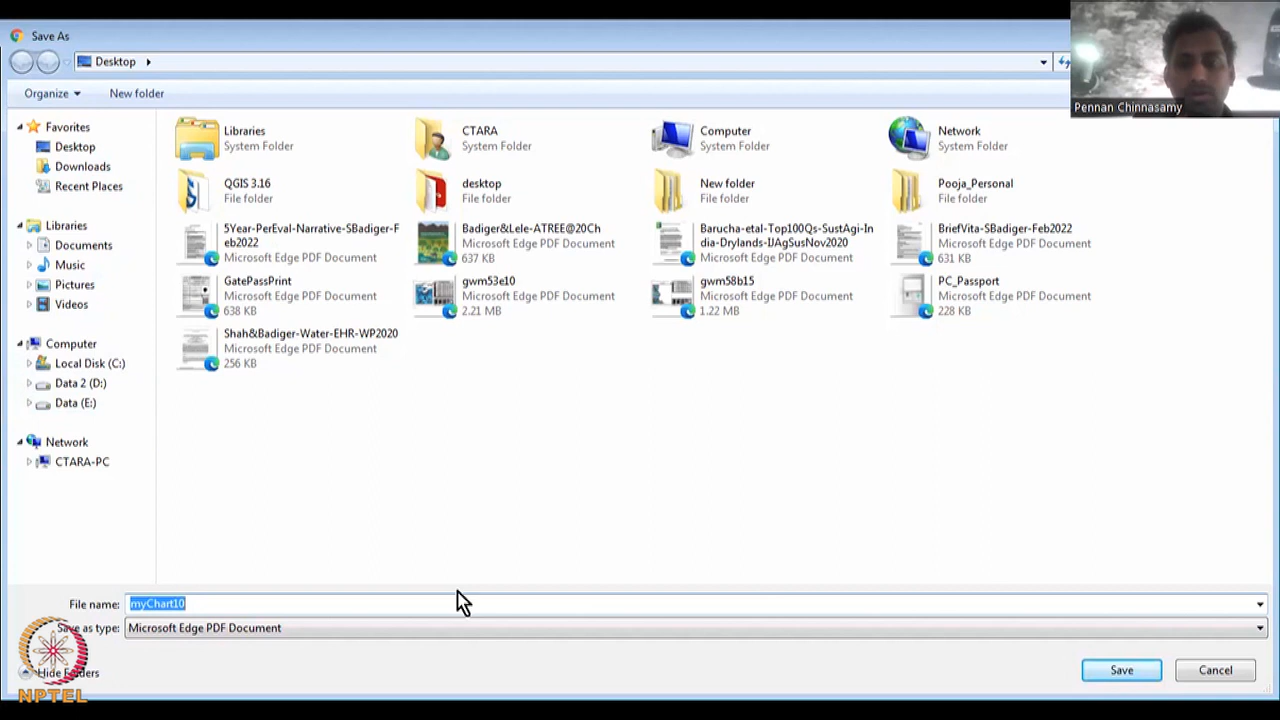 Save As
Pennan Chinnasamy
Desktop
Organize
New folder
Favorites
Desktop
Downloads
Recent Places
Libraries
Documents
Music
Pictures
Videos
Computer
Local Disk (C:)
Data 2 (D:)
Data (E:)
Network
CTARA-PC
Libraries
System Folder
CTARA
System Folder
Computer
System Folder
Network
System Folder
QGIS 3.16
File folder
desktop
File folder
New folder
File folder
Pooja_Personal
File folder
5Year-PerEval-Narrative-SBadiger-F
eb2022
Microsoft Edge PDF Document
Badiger&Lele-ATREE@20Ch
Microsoft Edge PDF Document
637 KB
Barucha-etal-Top100Qs-SustAgi-In
dia-Drylands-IJAgSusNov2020
Microsoft Edge PDF Document
BriefVita-SBadiger-Feb2022
Microsoft Edge PDF Document
631 KB
GatePassPrint
Microsoft Edge PDF Document
638 KB
gwm53e10
Microsoft Edge PDF Document
2.21 MB
gwm58b15
Microsoft Edge PDF Document
1.22 MB
PC_Passport
Microsoft Edge PDF Document
228 KB
Shah&Badiger-Water-EHR-WP2020
Microsoft Edge PDF Document
256 KB
File name:
myChart10
Save as type:
Microsoft Edge PDF Document
Hide Folders
Save
Cancel
NPTEL